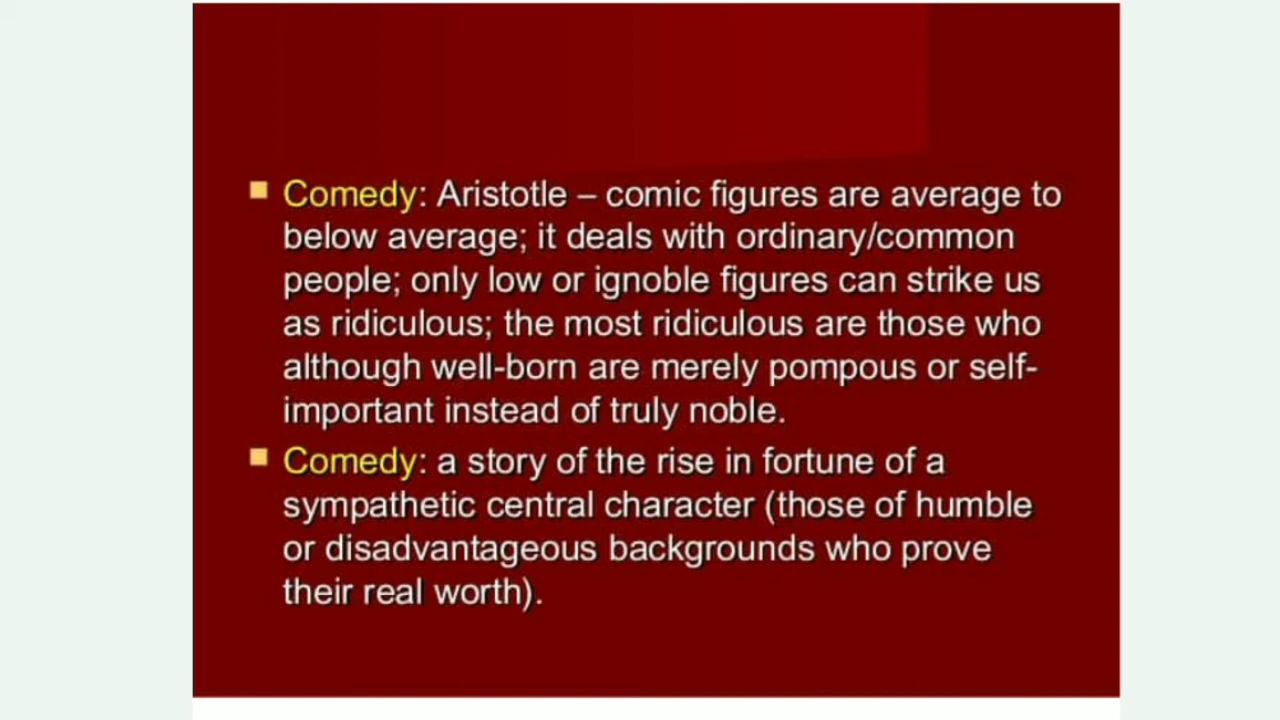 Comedy: Aristotle – comic figures are average to
below average; it deals with ordinary/common
people; only low or ignoble figures can strike us
as ridiculous; the most ridiculous are those who
although well-born are merely pompous or self-
important instead of truly noble.
Comedy: a story of the rise in fortune of a
sympathetic central character (those of humble
or disadvantageous backgrounds who prove
their real worth).